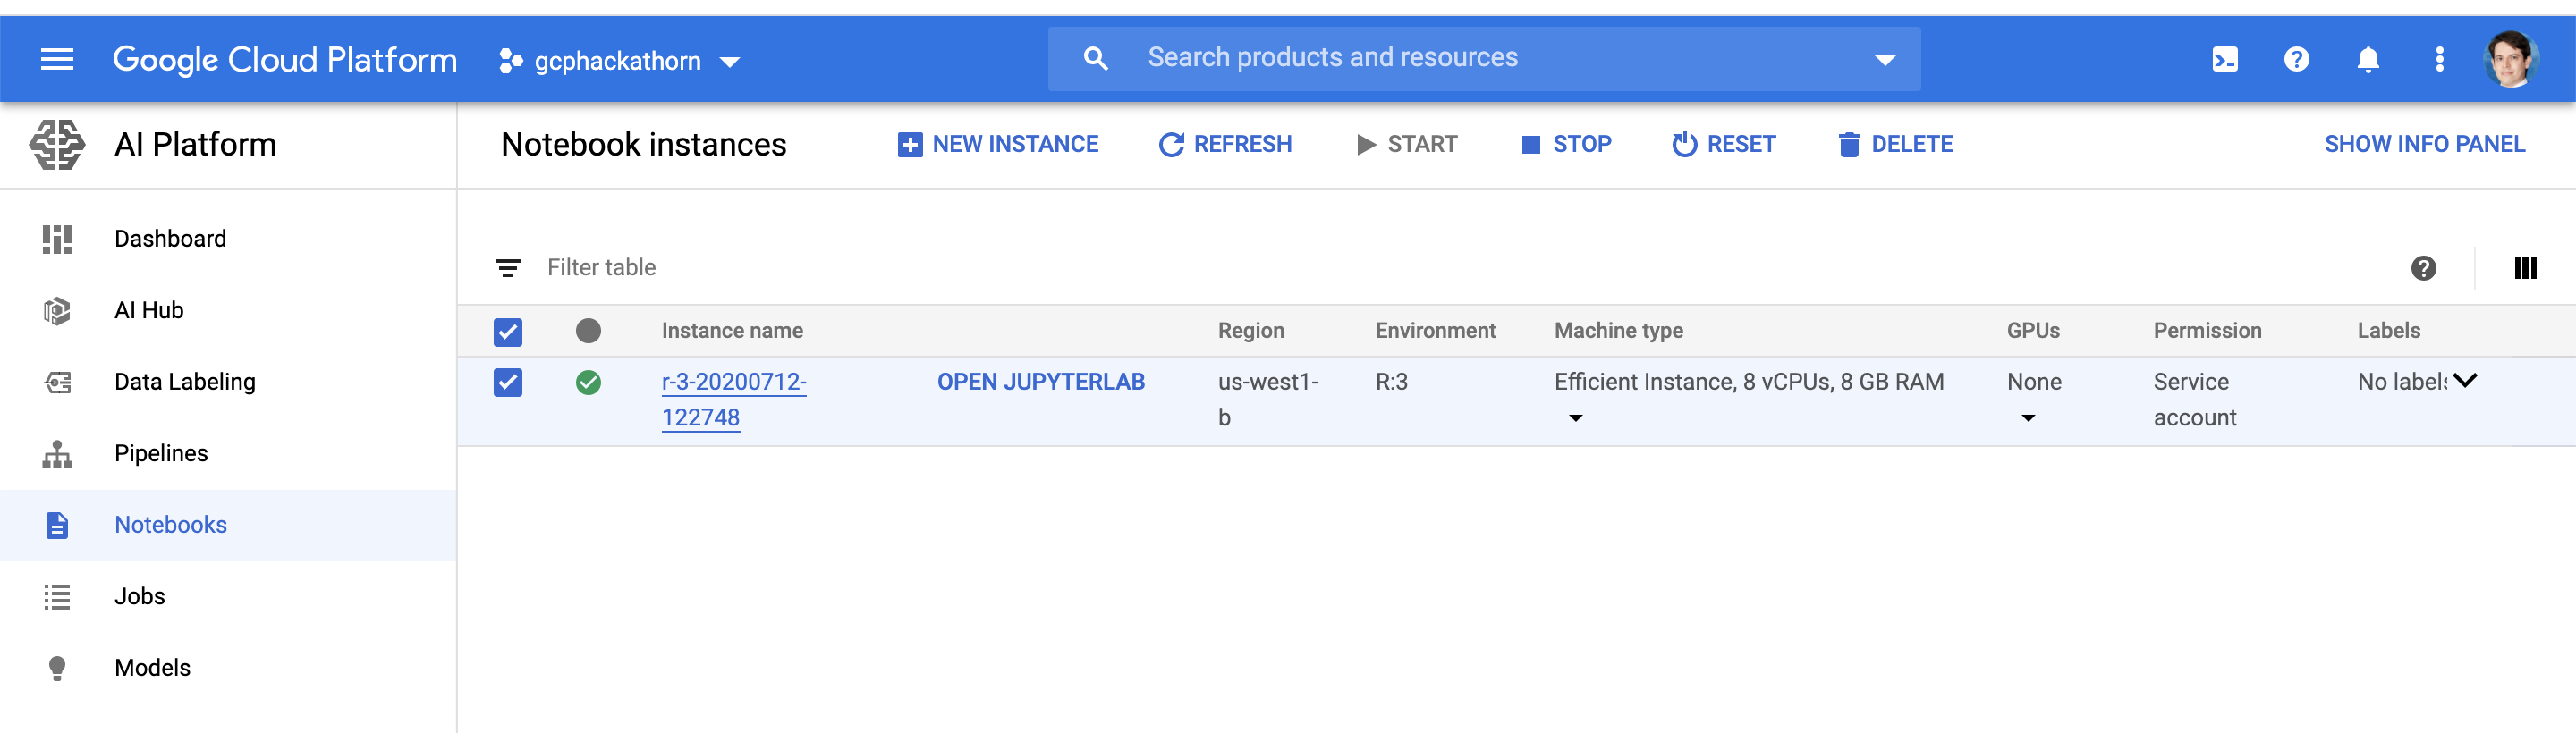 Google Cloud Platform gcphackathorn Search products and resources
AI Platform
Notebook instances NEW INSTANCE REFRESH START STOP RESET DELETE SHOW INFO PANEL
Dashboard
AI Hub
Data Labeling
Pipelines
Notebooks
Jobs
Models
Filter table
Instance name Region Environment Machine type GPUs Permission Labels
r-3-20200712- OPEN JUPYTERLAB us-west1- R:3 Efficient Instance, 8 vCPUs, 8 GB RAM None Service No labels
122748 b account